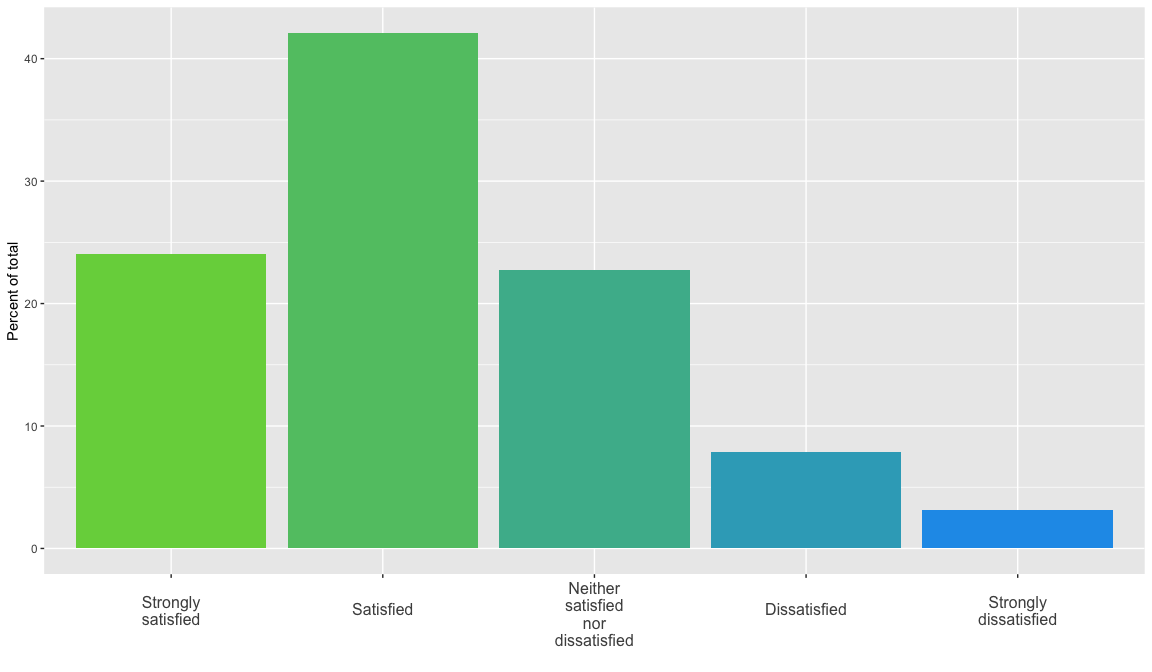 Percent of total
40
30
20
10
0
Strongly
satisfied
Satisfied
Neither
satisfied
nor
dissatisfied
Dissatisfied
Strongly
dissatisfied